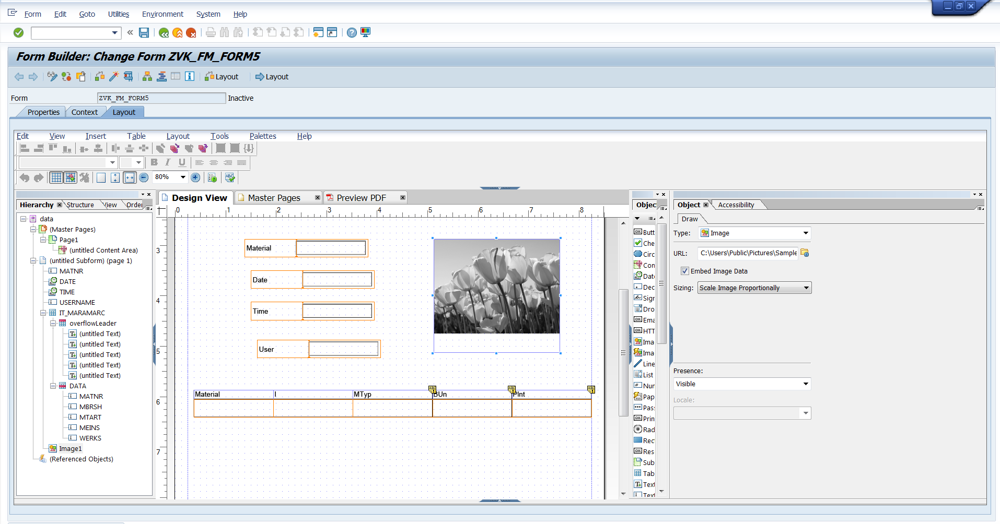 Form Edit Goto Utilities Environment System Help
Form Builder: Change Form ZVK_FM_FORM5
Layout Layout
Form ZVK_FM_FORM5 Inactive
Properties Context Layout
Edit View Insert Table Layout Tools Palettes Help
B I U
80%
Hierarchy Structure View Order
data
(Master Pages)
Page1
(untitled Content Area)
(untitled Subform) (page 1)
MATNR
DATE
TIME
USERNAME
IT_MARAMARC
overflowLeader
(untitled Text)
(untitled Text)
(untitled Text)
(untitled Text)
(untitled Text)
DATA
MATNR
MBRSH
MTART
MEINS
WERKS
Image1
(Referenced Objects)
Design View Master Pages Preview PDF
0 1 2 3 4 5 6 7 8
3
4
5
6
7
Material
Date
Time
User
Material I MTyp BUn Plnt
Objec
Butt
Che
Circ
Con
Date
Dec
Sign
Dro
Ema
HTT
Ima
Ima
Line
List
Num
Pap
Pass
Prin
Rad
Rec
Res
Sub
Tab
Text
Text
Object Accessibility
Draw
Type: Image
URL: C:\Users\Public\Pictures\Sample
Embed Image Data
Sizing: Scale Image Proportionally
Presence:
Visible
Locale: